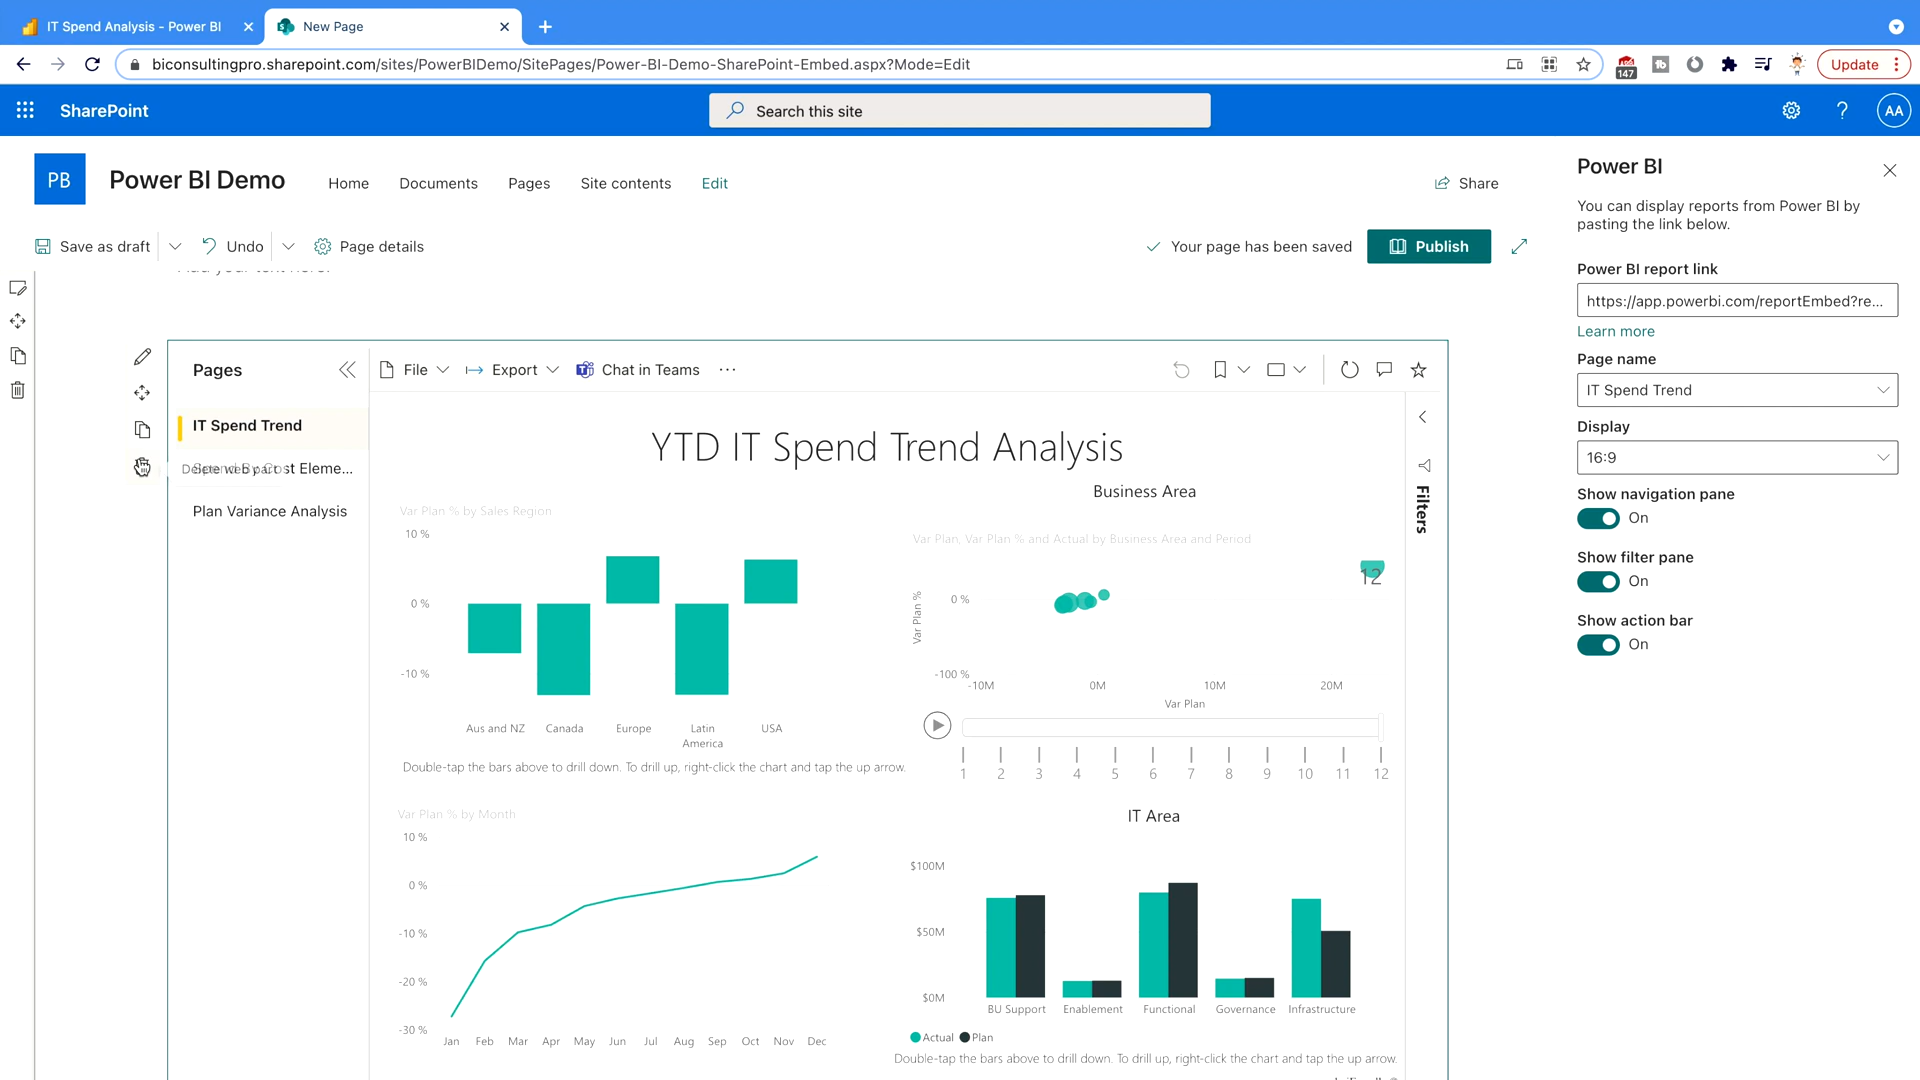 IT Spend Analysis - Power BI
New Page
biconsultingpro.sharepoint.com/sites/PowerBIDemo/SitePages/Power-BI-Demo-SharePoint-Embed.aspx?Mode=Edit
147
Update
SharePoint
Search this site
AA
PB
Power BI Demo
Home
Documents
Pages
Site contents
Edit
Share
Save as draft
Undo
Page details
Your page has been saved
Publish
Pages
IT Spend Trend
Spend By Cost Eleme...
Delete web part
Plan Variance Analysis
File
Export
Chat in Teams
YTD IT Spend Trend Analysis
Var Plan % by Sales Region
10 %
0 %
-10 %
Aus and NZ
Canada
Europe
Latin America
USA
Double-tap the bars above to drill down. To drill up, right-click the chart and tap the up arrow.
Business Area
Var Plan, Var Plan % and Actual by Business Area and Period
12
Var Plan %
0 %
-100 %
-10M
0M
10M
20M
Var Plan
1 2 3 4 5 6 7 8 9 10 11 12
Var Plan % by Month
10 %
0 %
-10 %
-20 %
-30 %
Jan Feb Mar Apr May Jun Jul Aug Sep Oct Nov Dec
IT Area
$100M
$50M
$0M
BU Support
Enablement
Functional
Governance
Infrastructure
Actual Plan
Double-tap the bars above to drill down. To drill up, right-click the chart and tap the up arrow.
Filters
Power BI
You can display reports from Power BI by
pasting the link below.
Power BI report link
https://app.powerbi.com/reportEmbed?re...
Learn more
Page name
IT Spend Trend
Display
16:9
Show navigation pane
On
Show filter pane
On
Show action bar
On